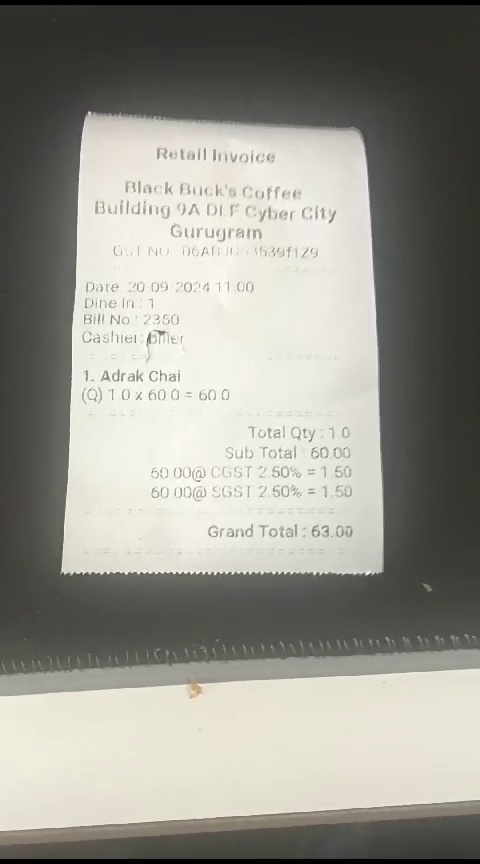 Retail Invoice
Black Buck's Coffee
Building 9A DLF Cyber City
Gurugram
GST NO
Date: 20-09-2024 11:00
Dine In : 1
Bill No : 2350
Cashier: biller
1. Adrak Chai
(Q) 1.0 x 60.0 = 60.0
Total Qty : 1.0
Sub Total : 60.00
60.00@ CGST 2.50% = 1.50
60.00@ SGST 2.50% = 1.50
Grand Total : 63.00